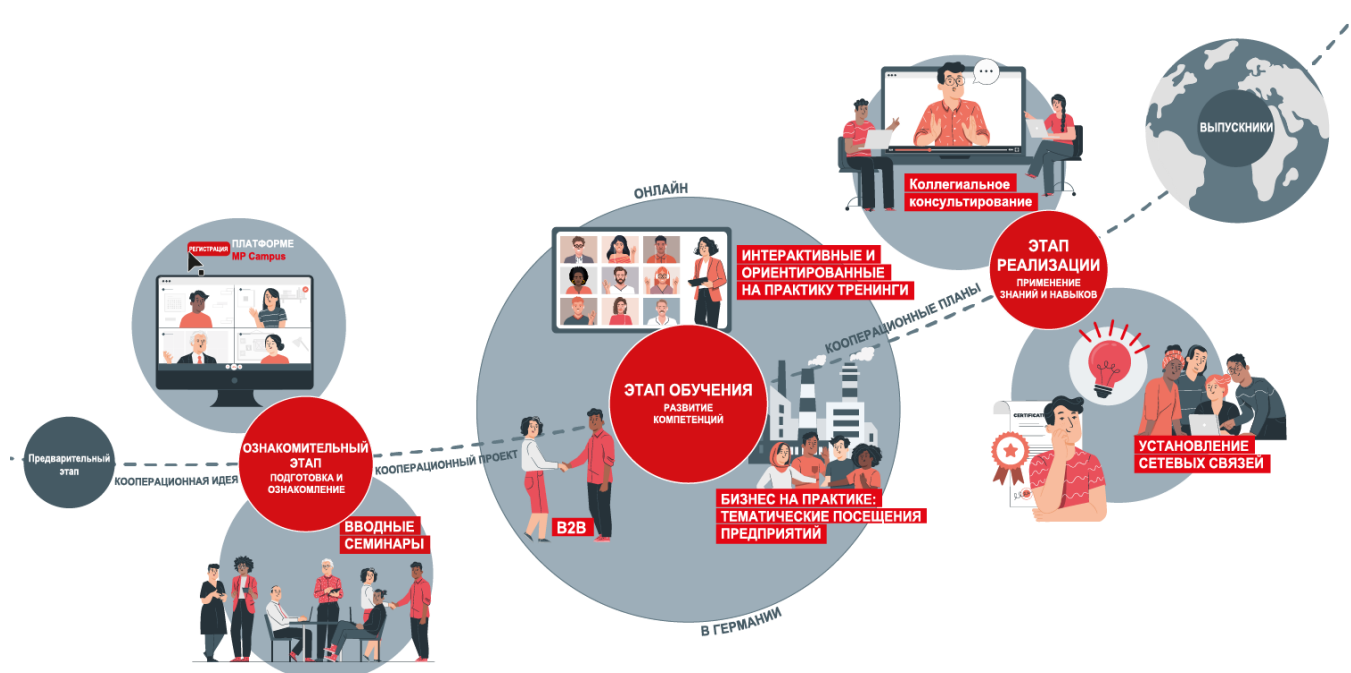 Предварительный
этап
КООПЕРАЦИОННАЯ ИДЕЯ
РЕГИСТРАЦИЯ
ПЛАТФОРМЕ
MP Campus
ОЗНАКОМИТЕЛЬНЫЙ
ЭТАП
ПОДГОТОВКА И
ОЗНАКОМЛЕНИЕ
ВВОДНЫЕ
СЕМИНАРЫ
КООПЕРАЦИОННЫЙ ПРОЕКТ
ОНЛАЙН
ИНТЕРАКТИВНЫЕ И
ОРИЕНТИРОВАННЫЕ
НА ПРАКТИКУ ТРЕНИНГИ
ЭТАП ОБУЧЕНИЯ
РАЗВИТИЕ
КОМПЕТЕНЦИЙ
B2B
БИЗНЕС НА ПРАКТИКЕ:
ТЕМАТИЧЕСКИЕ ПОСЕЩЕНИЯ
ПРЕДПРИЯТИЙ
В ГЕРМАНИИ
КООПЕРАЦИОННЫЕ ПЛАНЫ
Коллегиальное
консультирование
ЭТАП
РЕАЛИЗАЦИИ
ПРИМЕНЕНИЕ
ЗНАНИЙ И НАВЫКОВ
УСТАНОВЛЕНИЕ
СЕТЕВЫХ СВЯЗЕЙ
ВЫПУСКНИКИ